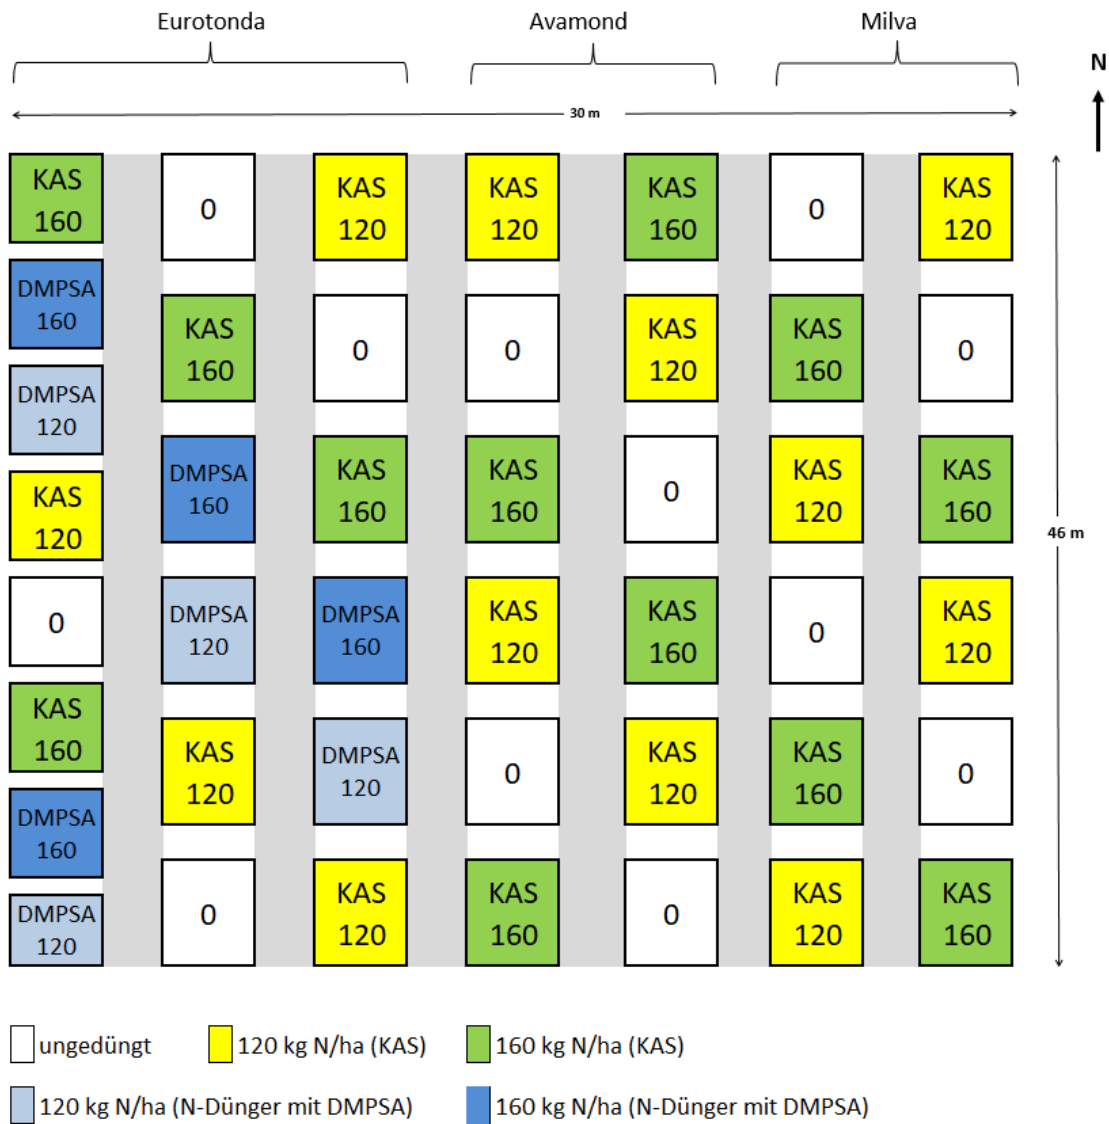 Eurotonda Avamond Milva
N
30 m
KAS 160
0
KAS 120
KAS 120
KAS 160
0
KAS 120
DMPSA 160
KAS 160
0
0
KAS 120
KAS 160
0
DMPSA 120
DMPSA 160
KAS 160
KAS 160
0
KAS 120
KAS 160
KAS 120
46 m
0
DMPSA 120
DMPSA 160
KAS 120
KAS 160
0
KAS 120
KAS 160
KAS 120
DMPSA 120
0
KAS 120
KAS 160
0
DMPSA 160
DMPSA 120
0
KAS 120
KAS 160
0
KAS 120
KAS 160
ungedüngt 120 kg N/ha (KAS) 160 kg N/ha (KAS)
120 kg N/ha (N-Dünger mit DMPSA) 160 kg N/ha (N-Dünger mit DMPSA)